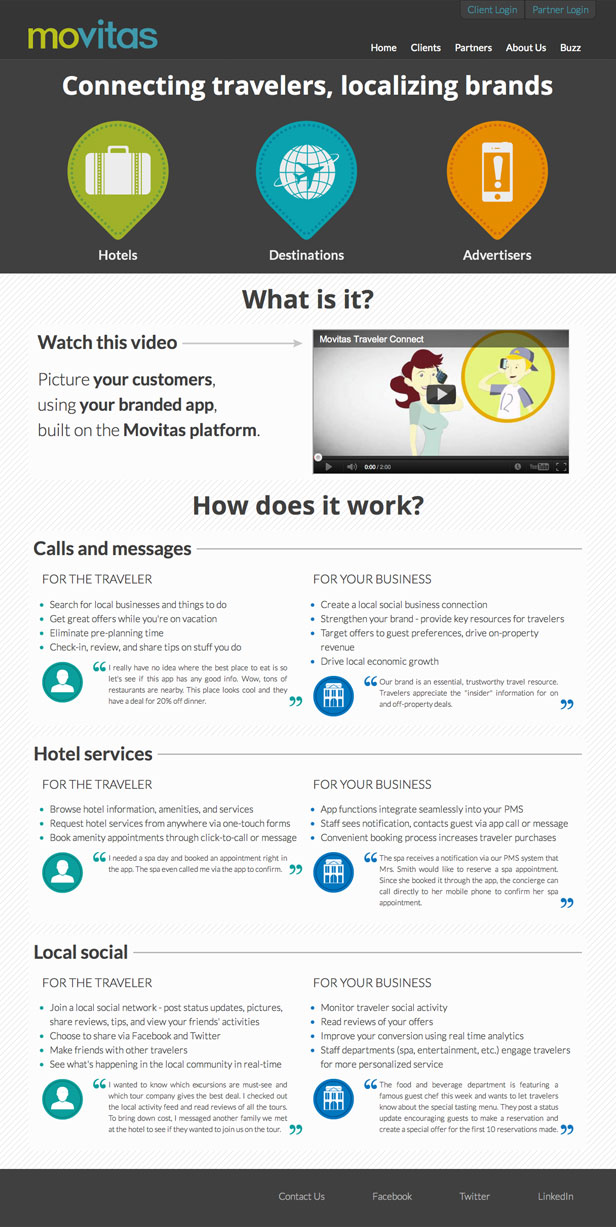 Client Login
Partner Login
movitas
Home
Clients
Partners
About Us
Buzz
Connecting travelers, localizing brands
Hotels
Destinations
Advertisers
What is it?
Watch this video
Picture your customers,
using your branded app,
built on the Movitas platform.
Movitas Traveler Connect
2
0:00 / 2:00
YouTube
How does it work?
Calls and messages
FOR THE TRAVELER
• Search for local businesses and things to do
• Get great offers while you're on vacation
• Eliminate pre-planning time
• Check-in, review, and share tips on stuff you do
“ I really have no idea where the best place to eat is so
let's see if this app has any good info. Wow, tons of
restaurants are nearby. This place looks cool and they
have a deal for 20% off dinner. ”
FOR YOUR BUSINESS
• Create a local social business connection
• Strengthen your brand - provide key resources for travelers
• Target offers to guest preferences, drive on-property
revenue
• Drive local economic growth
“ Our brand is an essential, trustworthy travel resource.
Travelers appreciate the "insider" information for on
and off-property deals. ”
Hotel services
FOR THE TRAVELER
• Browse hotel information, amenities, and services
• Request hotel services from anywhere via one-touch forms
• Book amenity appointments through click-to-call or message
“ I needed a spa day and booked an appointment right in
the app. The spa even called me via the app to confirm. ”
FOR YOUR BUSINESS
• App functions integrate seamlessly into your PMS
• Staff sees notification, contacts guest via app call or message
• Convenient booking process increases traveler purchases
“ The spa receives a notification via our PMS system that
Mrs. Smith would like to reserve a spa appointment.
Since she booked it through the app, the concierge can
call directly to her mobile phone to confirm her spa
appointment. ”
Local social
FOR THE TRAVELER
• Join a local social network - post status updates, pictures,
share reviews, tips, and view your friends' activities
• Choose to share via Facebook and Twitter
• Make friends with other travelers
• See what's happening in the local community in real-time
“ I wanted to know which excursions are must-see and
which tour company gives the best deal. I checked out
the local activity feed and read reviews of all the tours.
To bring down cost, I messaged another family we met
at the hotel to see if they wanted to join us on the tour. ”
FOR YOUR BUSINESS
• Monitor traveler social activity
• Read reviews of your offers
• Improve your conversion using real time analytics
• Staff departments (spa, entertainment, etc.) engage travelers
for more personalized service
“ The food and beverage department is featuring a
famous guest chef this week and wants to let travelers
know about the special tasting menu. They post a status
update encouraging guests to make a reservation and
create a special offer for the first 10 reservations made. ”
Contact Us
Facebook
Twitter
LinkedIn